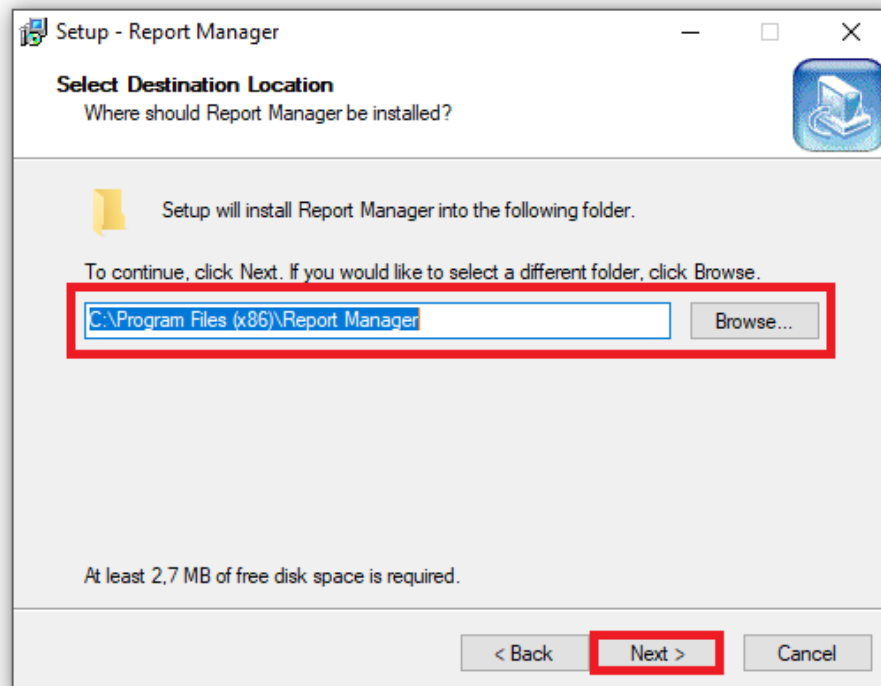 Setup - Report Manager
Select Destination Location
Where should Report Manager be installed?
Setup will install Report Manager into the following folder.
To continue, click Next. If you would like to select a different folder, click Browse.
C:\Program Files (x86)\Report Manager
Browse...
At least 2,7 MB of free disk space is required.
< Back
Next >
Cancel